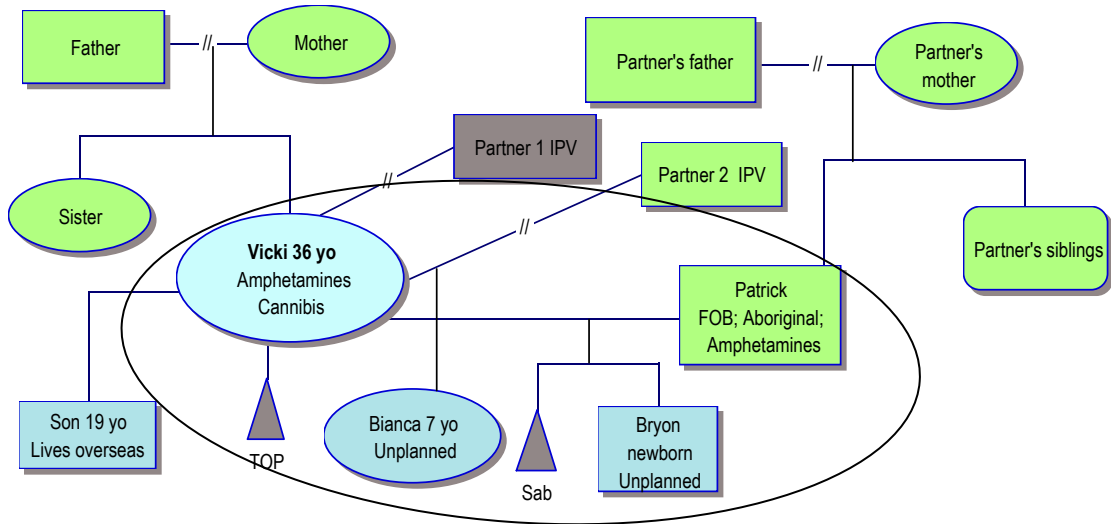 Father
//
Mother
Partner's father
//
Partner's
mother
Partner 1 IPV
//
Partner 2  IPV
//
Sister
Partner's siblings
Vicki 36 yo
Amphetamines
Cannibis
Patrick
FOB; Aboriginal;
Amphetamines
Son 19 yo
Lives overseas
TOP
Bianca 7 yo
Unplanned
Sab
Bryon
newborn
Unplanned